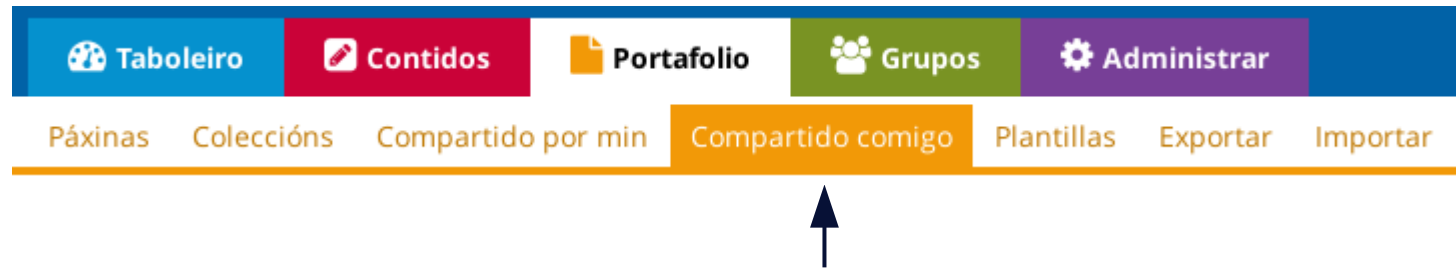 Taboleiro Contidos Portafolio Grupos Administrar
Páxinas Coleccións Compartido por min Compartido comigo Plantillas Exportar Importar